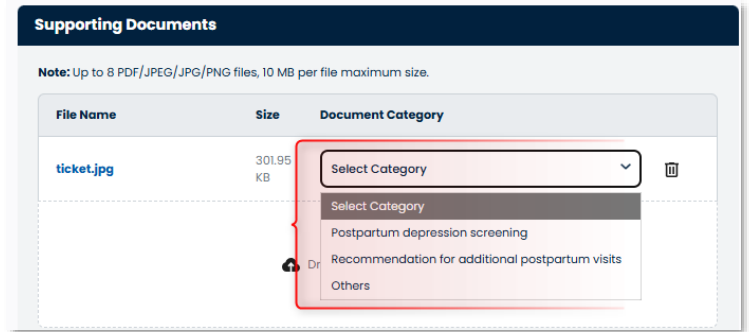 Supporting Documents
Note: Up to 8 PDF/JPEG/JPG/PNG files, 10 MB per file maximum size.
File Name Size Document Category
ticket.jpg 301.95 KB Select Category
Select Category
Postpartum depression screening
Recommendation for additional postpartum visits
Others